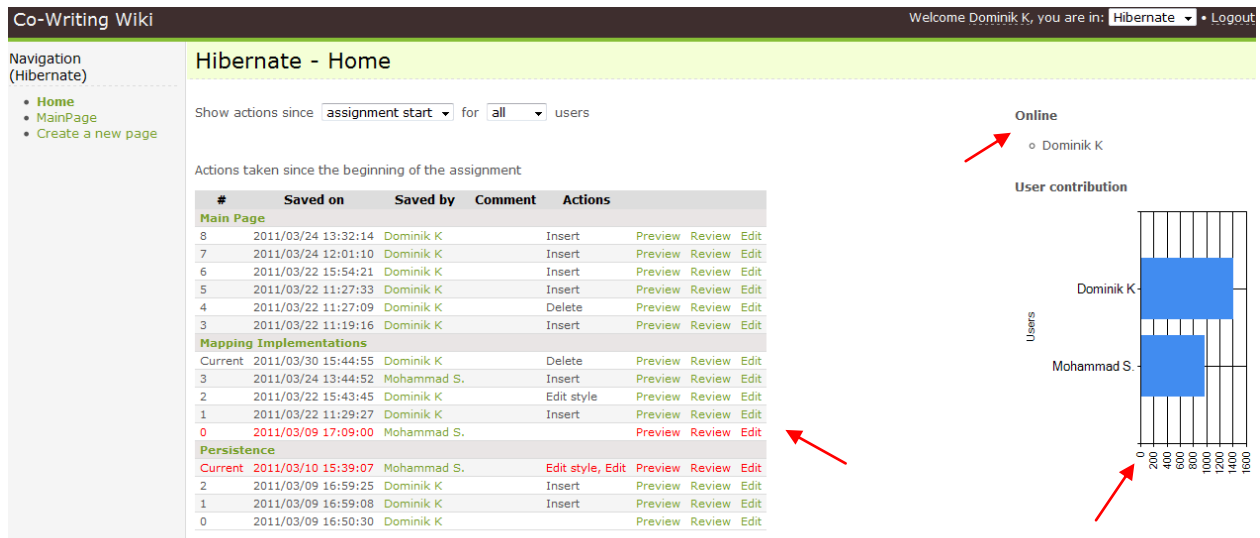 Co-Writing Wiki
Welcome Dominik K, you are in: Hibernate • Logout
Navigation
(Hibernate)
• Home
• MainPage
• Create a new page
Hibernate - Home
Show actions since assignment start for all users
Actions taken since the beginning of the assignment
# Saved on Saved by Comment Actions
Main Page
8 2011/03/24 13:32:14 Dominik K Insert Preview Review Edit
7 2011/03/24 12:01:10 Dominik K Insert Preview Review Edit
6 2011/03/22 15:54:21 Dominik K Insert Preview Review Edit
5 2011/03/22 11:27:33 Dominik K Insert Preview Review Edit
4 2011/03/22 11:27:09 Dominik K Delete Preview Review Edit
3 2011/03/22 11:19:16 Dominik K Insert Preview Review Edit
Mapping Implementations
Current 2011/03/30 15:44:55 Dominik K Delete Preview Review Edit
3 2011/03/24 13:44:52 Mohammad S. Insert Preview Review Edit
2 2011/03/22 15:43:45 Dominik K Edit style Preview Review Edit
1 2011/03/22 11:29:27 Dominik K Insert Preview Review Edit
0 2011/03/09 17:09:00 Mohammad S. Preview Review Edit
Persistence
Current 2011/03/10 15:39:07 Mohammad S. Edit style, Edit Preview Review Edit
2 2011/03/09 16:59:25 Dominik K Insert Preview Review Edit
1 2011/03/09 16:59:08 Dominik K Insert Preview Review Edit
0 2011/03/09 16:50:30 Dominik K Preview Review Edit
Online
Dominik K
User contribution
Users
Dominik K
Mohammad S.
0 200 400 600 800 1000 1200 1400 1600